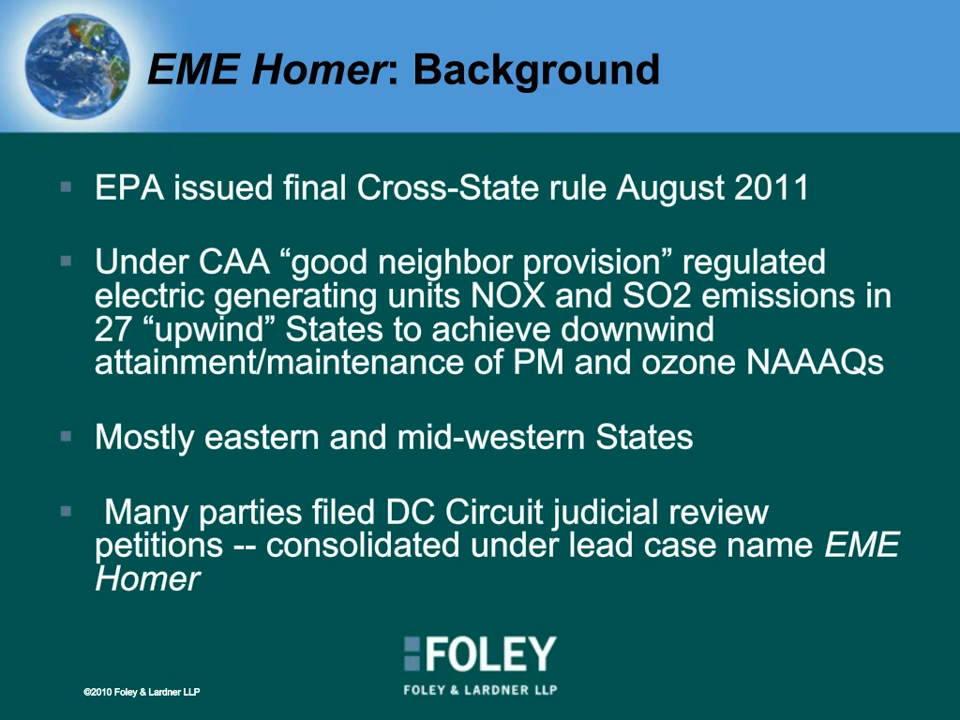 EME Homer: Background
▪ EPA issued final Cross-State rule August 2011
▪ Under CAA “good neighbor provision” regulated
electric generating units NOX and SO2 emissions in
27 “upwind” States to achieve downwind
attainment/maintenance of PM and ozone NAAAQs
▪ Mostly eastern and mid-western States
▪ Many parties filed DC Circuit judicial review
petitions -- consolidated under lead case name EME
Homer
FOLEY
FOLEY & LARDNER LLP
©2010 Foley & Lardner LLP